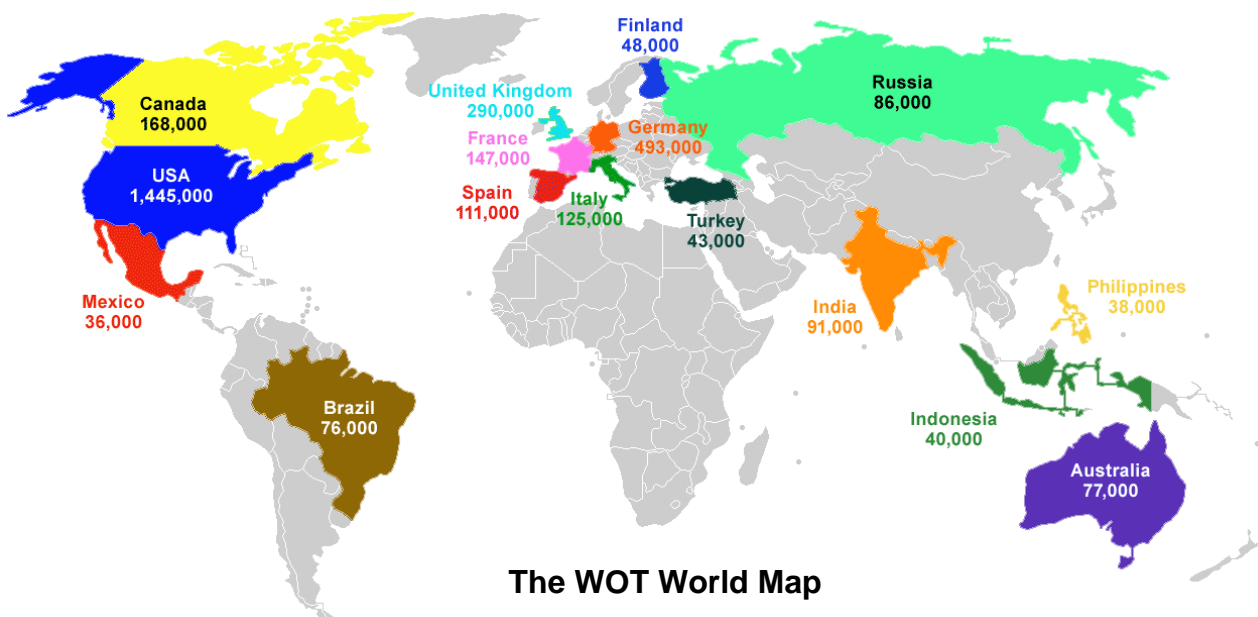 Finland
48,000
Russia
86,000
Canada
168,000
United Kingdom
290,000
Germany
493,000
France
147,000
USA
1,445,000
Spain
111,000
Italy
125,000
Turkey
43,000
Mexico
36,000
India
91,000
Philippines
38,000
Brazil
76,000
Indonesia
40,000
Australia
77,000
The WOT World Map